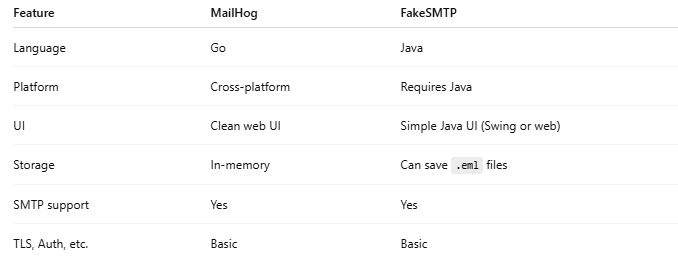 Feature MailHog FakeSMTP
Language Go Java
Platform Cross-platform Requires Java
UI Clean web UI Simple Java UI (Swing or web)
Storage In-memory Can save .eml files
SMTP support Yes Yes
TLS, Auth, etc. Basic Basic